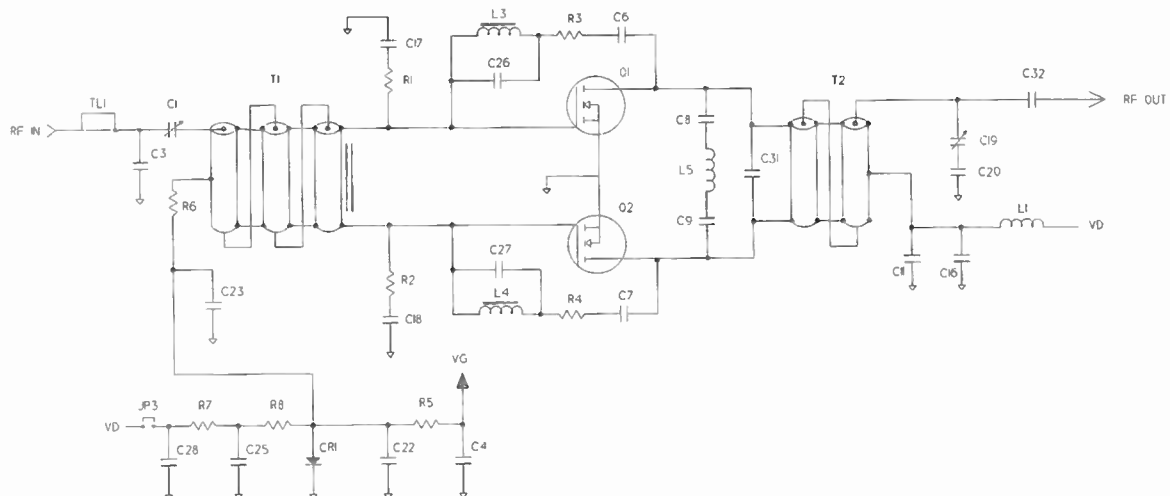 L3
R3
C6
C17
C26
Q1
T1
R1
T2
C32
TL1
C1
RF IN
RF OUT
C8
C19
C3
C31
L5
C20
R6
Q2
C9
L1
C27
VD
R2
C11
C16
C23
L4
R4
C7
C18
VG
JP3
R7
R8
R5
VD
C28
C25
CR1
C22
C4